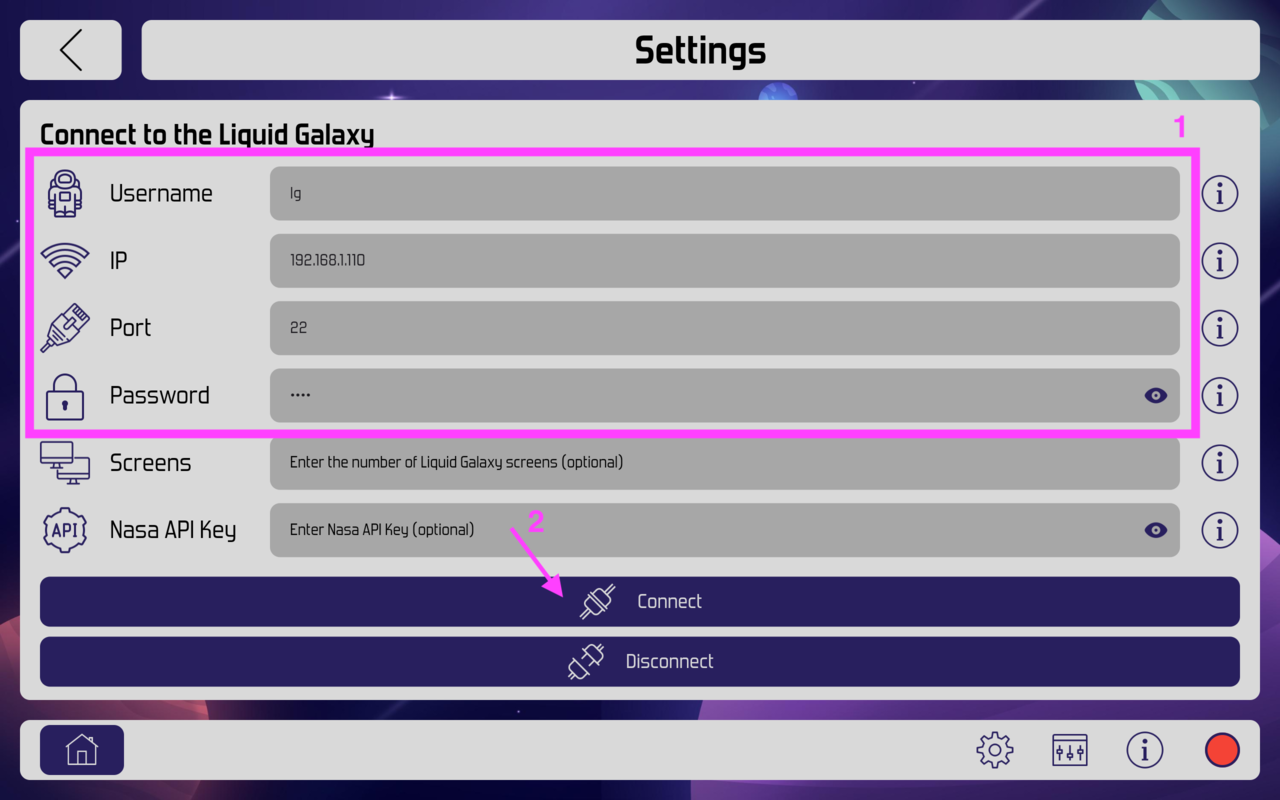 Settings
Connect to the Liquid Galaxy
1
Username
lg
IP
192.168.1.110
Port
22
Password
••••
Screens
Enter the number of Liquid Galaxy screens (optional)
API
Nasa API Key
Enter Nasa API Key (optional)
2
Connect
Disconnect